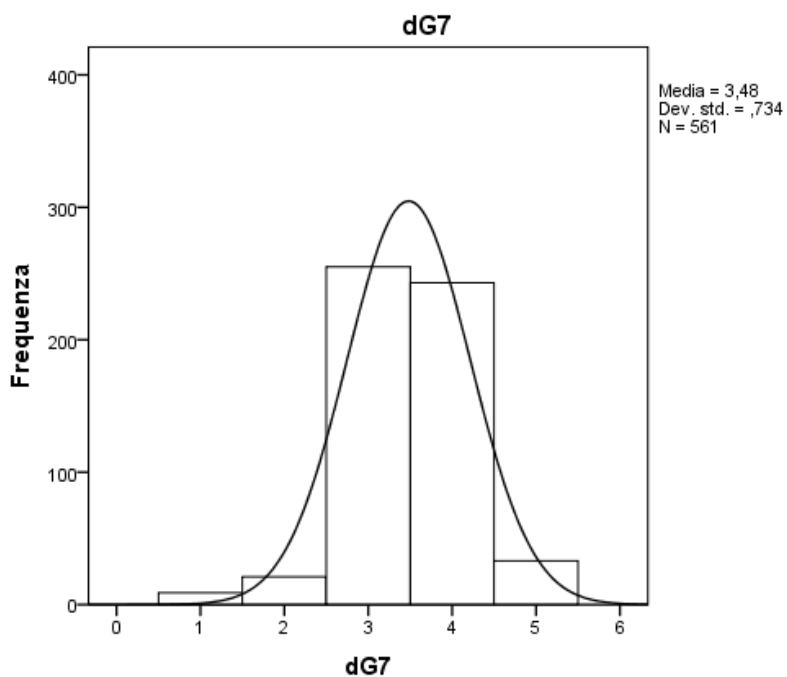 dG7
Media = 3,48
Dev. std. = ,734
N = 561
Frequenza
400
300
200
100
0
0 1 2 3 4 5 6
dG7